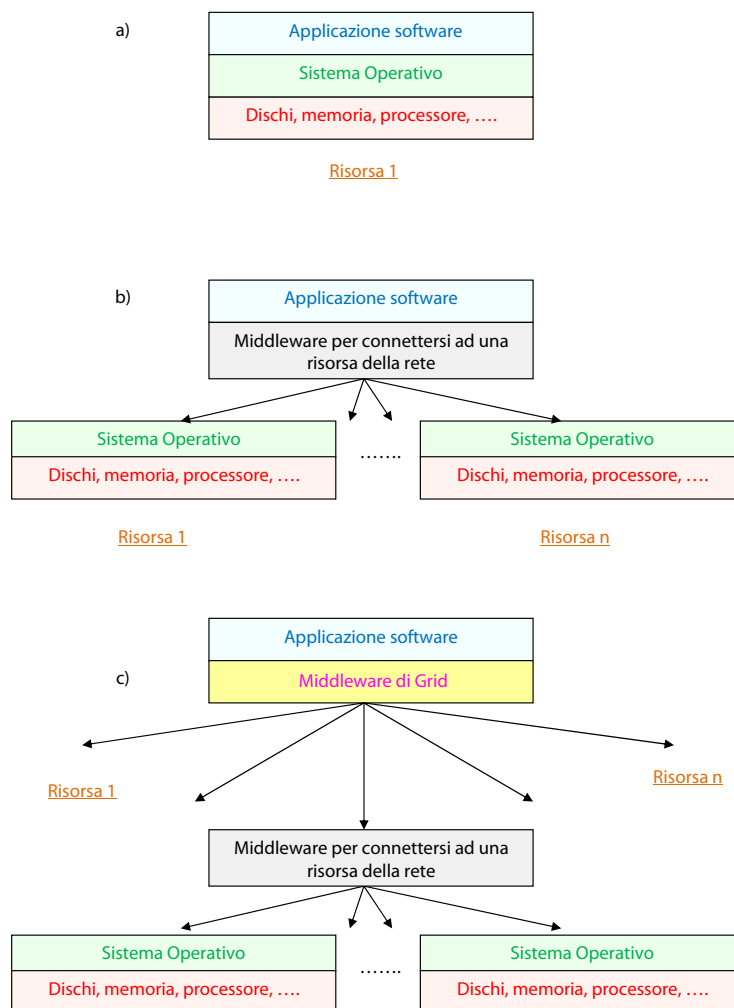 a)
Applicazione software
Sistema Operativo
Dischi, memoria, processore, ….
Risorsa 1
b)
Applicazione software
Middleware per connettersi ad una
risorsa della rete
Sistema Operativo
Dischi, memoria, processore, ….
…….
Sistema Operativo
Dischi, memoria, processore, ….
Risorsa 1
Risorsa n
c)
Applicazione software
Middleware di Grid
Risorsa 1
Risorsa n
Middleware per connettersi ad una
risorsa della rete
Sistema Operativo
Dischi, memoria, processore, ….
…….
Sistema Operativo
Dischi, memoria, processore, ….